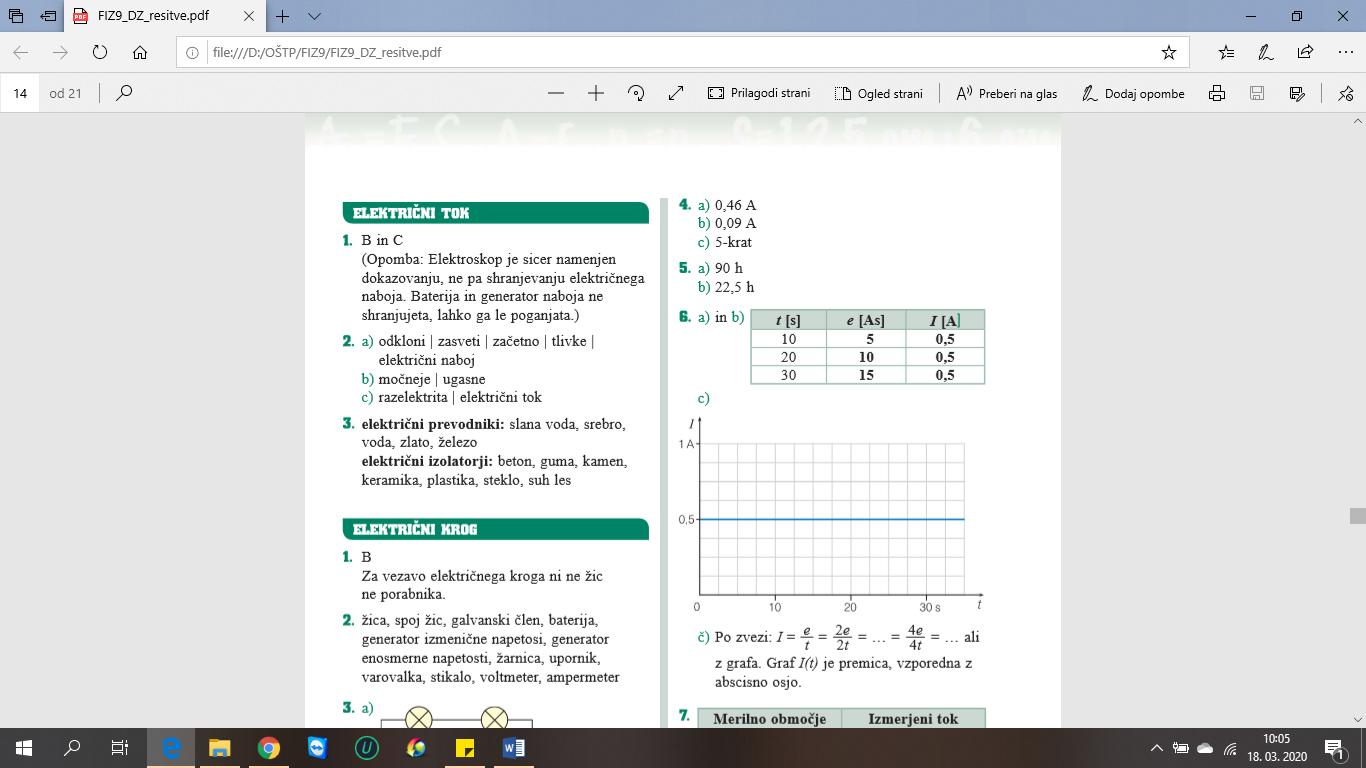 FIZ9_DZ_resitve.pdf
file:///D:/OŠTP/FIZ9/FIZ9_DZ_resitve.pdf
14 od 21
Prilagodi strani
Ogled strani
Preberi na glas
Dodaj opombe
ELEKTRIČNI TOK
1. B in C
(Opomba: Elektroskop je sicer namenjen
dokazovanju, ne pa shranjevanju električnega
naboja. Baterija in generator naboja ne
shranjujeta, lahko ga le poganjata.)
2. a) odkloni | zasveti | začetno | tlivke |
električni naboj
b) močneje | ugasne
c) razelektrita | električni tok
3. električni prevodniki: slana voda, srebro,
voda, zlato, železo
električni izolatorji: beton, guma, kamen,
keramika, plastika, steklo, suh les
ELEKTRIČNI KROG
1. B
Za vezavo električnega kroga ni ne žic
ne porabnika.
2. žica, spoj žic, galvanski člen, baterija,
generator izmenične napetosi, generator
enosmerne napetosti, žarnica, upornik,
varovalka, stikalo, voltmeter, ampermeter
3. a)
4. a) 0,46 A
b) 0,09 A
c) 5-krat
5. a) 90 h
b) 22,5 h
6. a) in b)
t [s] e [As] I [A]
10 5 0,5
20 10 0,5
30 15 0,5
c)
I
1 A
0,5
0 10 20 30 s t
č) Po zvezi: I = e/t = 2e/2t = … = 4e/4t = … ali
z grafa. Graf I(t) je premica, vzporedna z
abscisno osjo.
7. Merilno območje Izmerjeni tok
10:05
18. 03. 2020
1